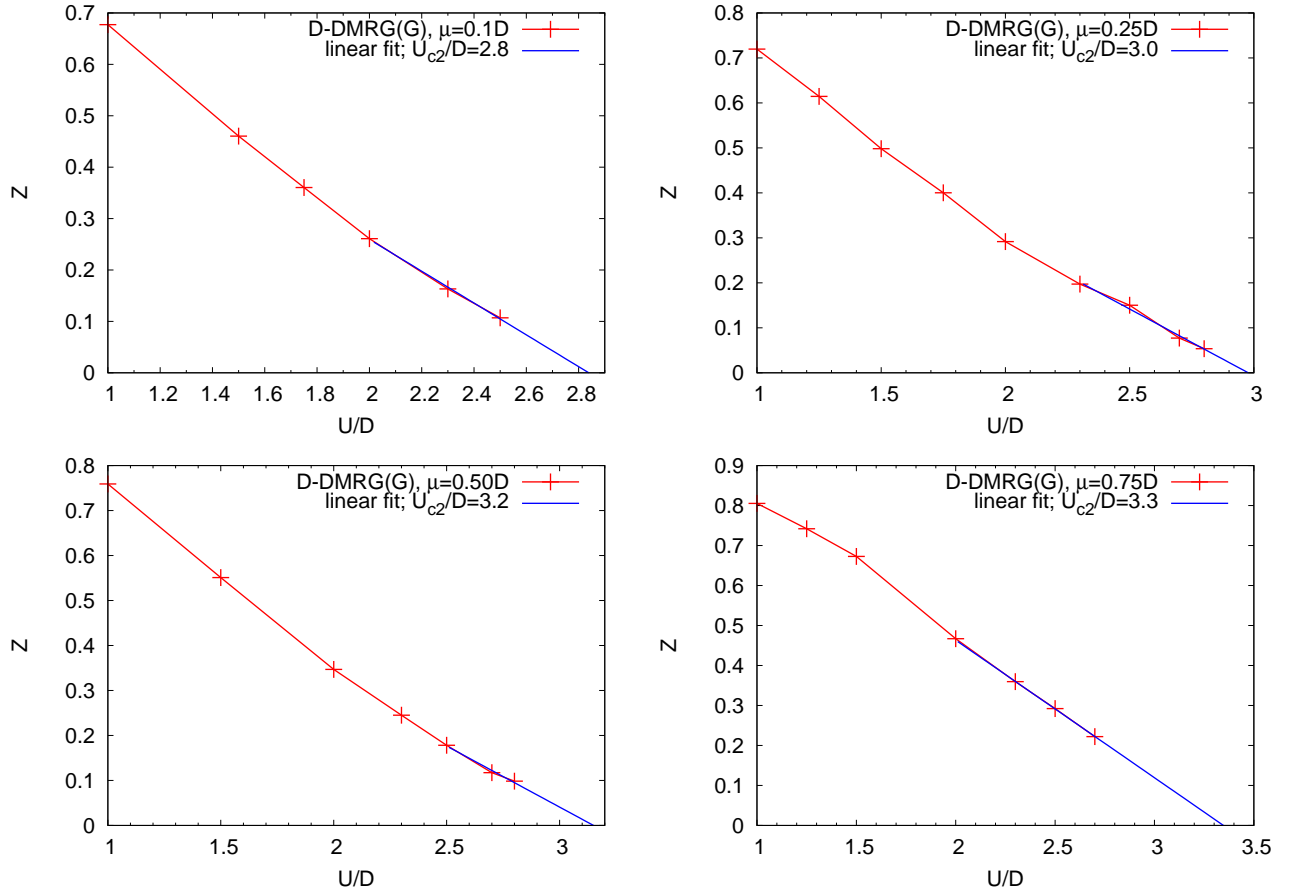 D-DMRG(G), μ=0.1D
linear fit; U_c2/D=2.8
0.7
0.6
0.5
0.4
0.3
0.2
0.1
0
Z
1 1.2 1.4 1.6 1.8 2 2.2 2.4 2.6 2.8
U/D
D-DMRG(G), μ=0.25D
linear fit; U_c2/D=3.0
0.8
0.7
0.6
0.5
0.4
0.3
0.2
0.1
0
Z
1 1.5 2 2.5 3
U/D
D-DMRG(G), μ=0.50D
linear fit; U_c2/D=3.2
0.8
0.7
0.6
0.5
0.4
0.3
0.2
0.1
0
Z
1 1.5 2 2.5 3
U/D
D-DMRG(G), μ=0.75D
linear fit; U_c2/D=3.3
0.9
0.8
0.7
0.6
0.5
0.4
0.3
0.2
0.1
0
Z
1 1.5 2 2.5 3 3.5
U/D